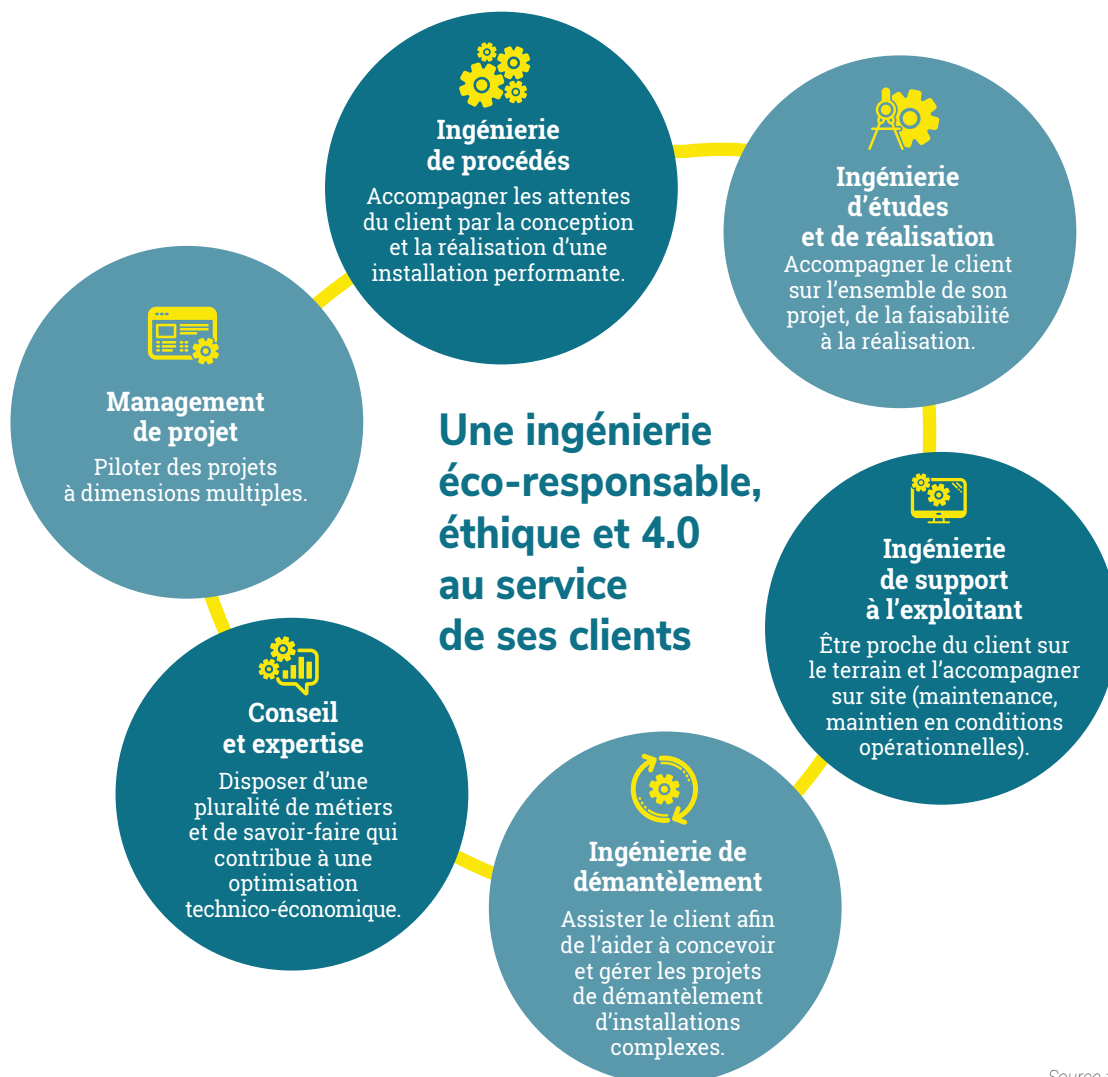 Ingénierie
de procédés
Accompagner les attentes
du client par la conception
et la réalisation d'une
installation performante.
Ingénierie
d'études
et de réalisation
Accompagner le client
sur l'ensemble de son
projet, de la faisabilité
à la réalisation.
Management
de projet
Piloter des projets
à dimensions multiples.
Une ingénierie
éco-responsable,
éthique et 4.0
au service
de ses clients
Ingénierie
de support
à l'exploitant
Être proche du client sur
le terrain et l'accompagner
sur site (maintenance,
maintien en conditions
opérationnelles).
Conseil
et expertise
Disposer d'une
pluralité de métiers
et de savoir-faire qui
contribue à une
optimisation
technico-économique.
Ingénierie de
démantèlement
Assister le client afin
de l'aider à concevoir
et gérer les projets
de démantèlement
d'installations
complexes.
Source :